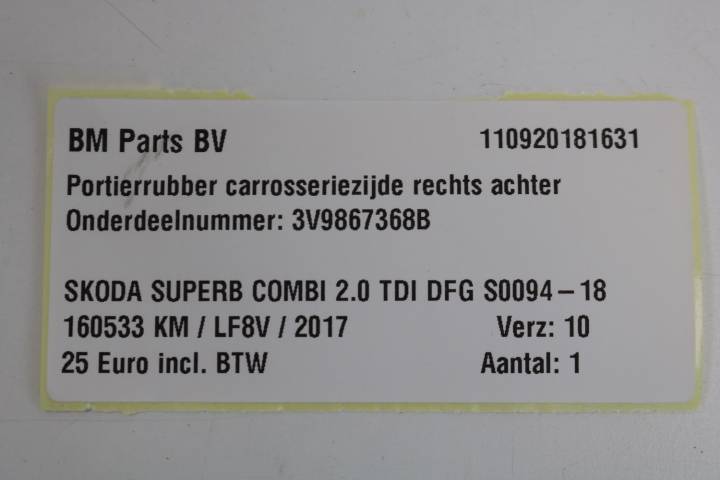 BM Parts BV 110920181631
Portierrubber carrosseriezijde rechts achter
Onderdeelnummer: 3V9867368B
SKODA SUPERB COMBI 2.0 TDI DFG S0094-18
160533 KM / LF8V / 2017 Verz: 10
25 Euro incl. BTW Aantal: 1